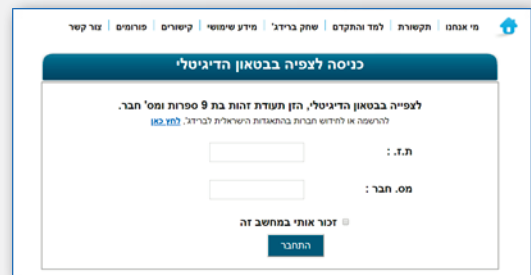 מי אנחנו | תקשורת | למד והתקדם | שחק ברידג' | מידע שימושי | קישורים | פורומים | צור קשר
כניסה לצפיה בבטאון הדיגיטלי
לצפייה בבטאון הדיגיטלי, הזן תעודת זהות בת 9 ספרות ומס' חבר.
להרשמה או לחידוש חברות בהתאגדות הישראלית לברידג', לחץ כאן
ת.ז. :
מס. חבר :
זכור אותי במחשב זה
התחבר